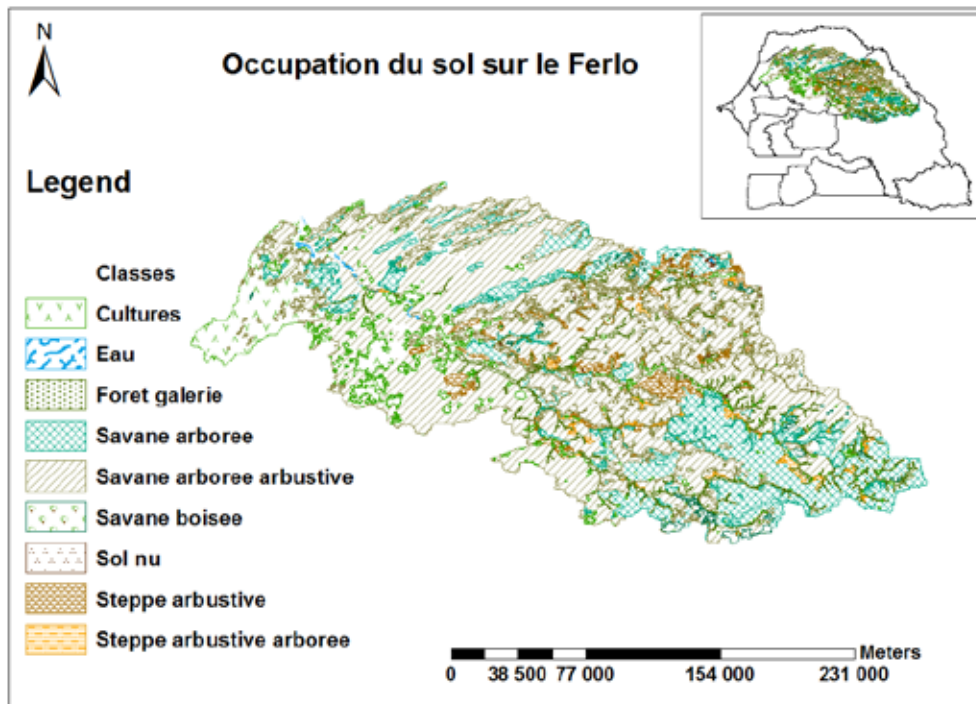 N
Occupation du sol sur le Ferlo
Legend
Classes
Cultures
Eau
Foret galerie
Savane arboree
Savane arboree arbustive
Savane boisee
Sol nu
Steppe arbustive
Steppe arbustive arboree
Meters
0 38 500 77 000 154 000 231 000